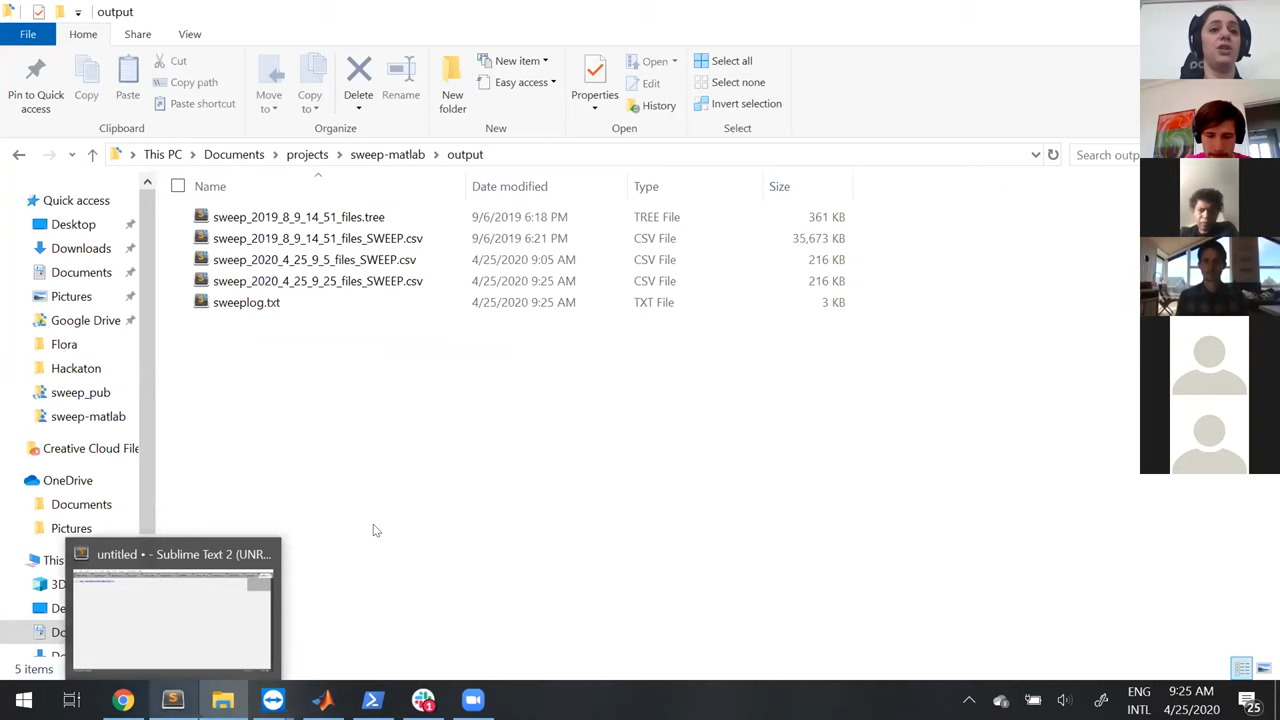 output
File
Home
Share
View
Pin to Quick access
Copy
Paste
Cut
Copy path
Paste shortcut
Clipboard
Move to
Copy to
Delete
Rename
Organize
New folder
New item
Easy access
New
Properties
Open
Edit
History
Open
Select all
Select none
Invert selection
Select
This PC
Documents
projects
sweep-matlab
output
Search outp
Name
Date modified
Type
Size
sweep_2019_8_9_14_51_files.tree 9/6/2019 6:18 PM TREE File 361 KB
sweep_2019_8_9_14_51_files_SWEEP.csv 9/6/2019 6:21 PM CSV File 35,673 KB
sweep_2020_4_25_9_5_files_SWEEP.csv 4/25/2020 9:05 AM CSV File 216 KB
sweep_2020_4_25_9_25_files_SWEEP.csv 4/25/2020 9:25 AM CSV File 216 KB
sweeplog.txt 4/25/2020 9:25 AM TXT File 3 KB
Quick access
Desktop
Downloads
Documents
Pictures
Google Drive
Flora
Hackaton
sweep_pub
sweep-matlab
Creative Cloud File
OneDrive
Documents
Pictures
This
3D
De
Do
untitled • - Sublime Text 2 (UNR...
5 items
ENG
INTL
9:25 AM
4/25/2020
25
1